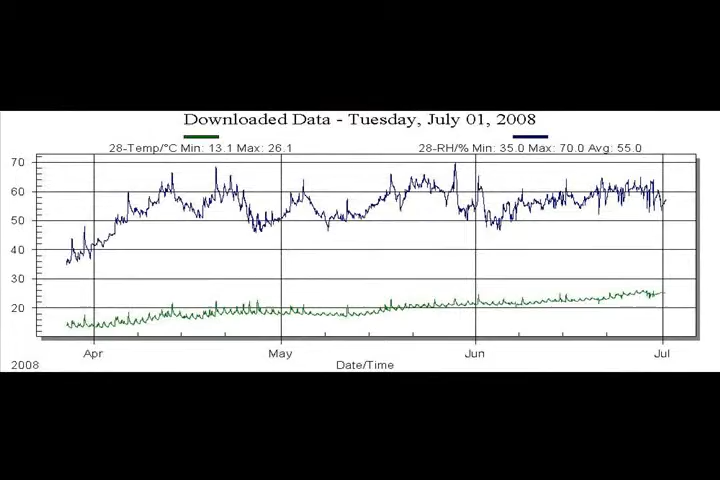 Downloaded Data - Tuesday, July 01, 2008
28-Temp/°C Min: 13.1 Max: 26.1 28-RH/% Min: 35.0 Max: 70.0 Avg: 55.0
70
60
50
40
30
20
Apr May Jun Jul
2008 Date/Time